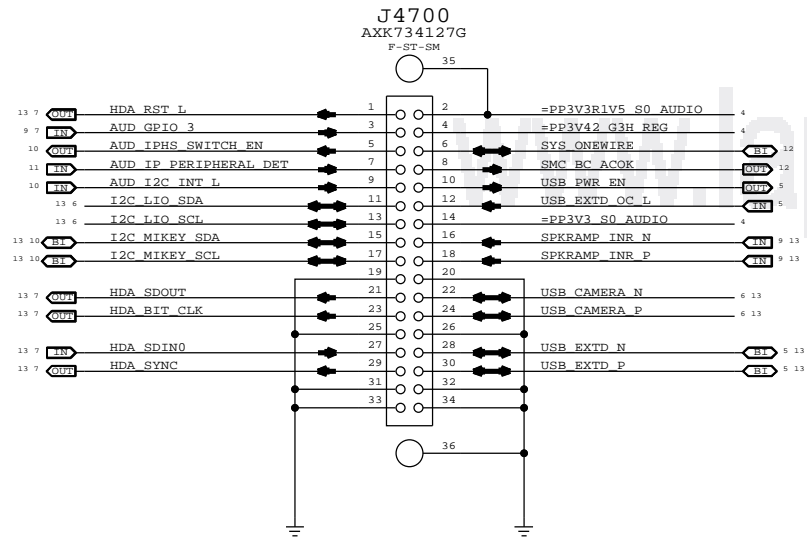 J4700
AXK734127G
F-ST-SM
35
13 7 OUT HDA_RST_L 1 2 =PP3V3R1V5_S0_AUDIO 4
9 7 IN AUD_GPIO_3 3 4 =PP3V42_G3H_REG 4
10 OUT AUD_IPHS_SWITCH_EN 5 6 SYS_ONEWIRE BI 12
11 IN AUD_IP_PERIPHERAL_DET 7 8 SMC_BC_ACOK OUT 12
10 IN AUD_I2C_INT_L 9 10 USB_PWR_EN OUT 5
13 6 I2C_LIO_SDA 11 12 USB_EXTD_OC_L IN 5
13 6 I2C_LIO_SCL 13 14 =PP3V3_S0_AUDIO 4
13 10 BI I2C_MIKEY_SDA 15 16 SPKRAMP_INR_N IN 9 13
13 10 BI I2C_MIKEY_SCL 17 18 SPKRAMP_INR_P IN 9 13
19 20
13 7 OUT HDA_SDOUT 21 22 USB_CAMERA_N 6 13
13 7 OUT HDA_BIT_CLK 23 24 USB_CAMERA_P 6 13
25 26
13 7 IN HDA_SDIN0 27 28 USB_EXTD_N BI 5 13
13 7 OUT HDA_SYNC 29 30 USB_EXTD_P BI 5 13
31 32
33 34
36
www.la